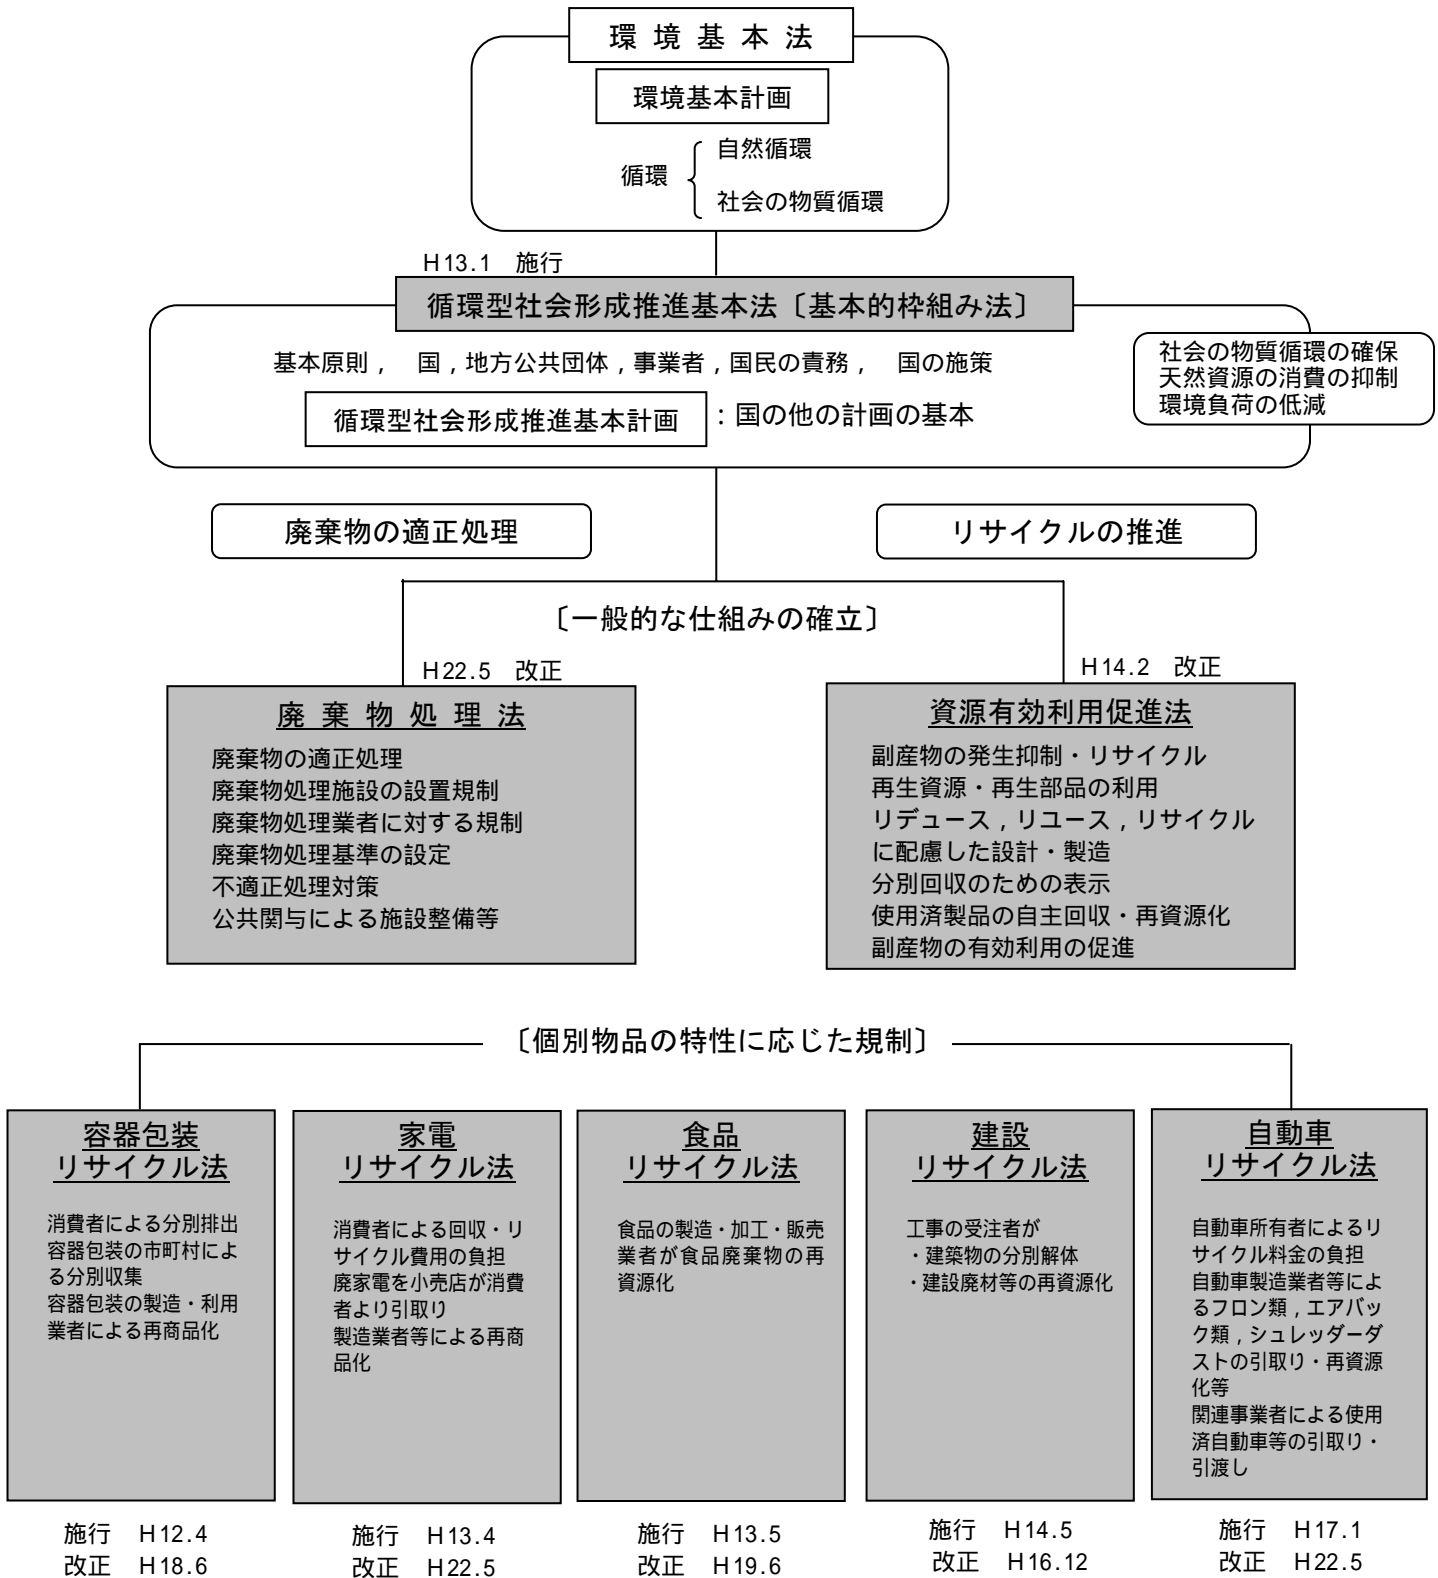 環境基本法
環境基本計画
循環
自然循環
社会の物質循環
H13.1 施行
循環型社会形成推進基本法〔基本的枠組み法〕
基本原則, 国,地方公共団体,事業者,国民の責務, 国の施策
循環型社会形成推進基本計画
:国の他の計画の基本
社会の物質循環の確保
天然資源の消費の抑制
環境負荷の低減
廃棄物の適正処理
リサイクルの推進
〔一般的な仕組みの確立〕
H22.5 改正
廃棄物処理法
廃棄物の適正処理
廃棄物処理施設の設置規制
廃棄物処理業者に対する規制
廃棄物処理基準の設定
不適正処理対策
公共関与による施設整備等
H14.2 改正
資源有効利用促進法
副産物の発生抑制・リサイクル
再生資源・再生部品の利用
リデュース,リユース,リサイクル
に配慮した設計・製造
分別回収のための表示
使用済製品の自主回収・再資源化
副産物の有効利用の促進
〔個別物品の特性に応じた規制〕
容器包装
リサイクル法
消費者による分別排出
容器包装の市町村によ
る分別収集
容器包装の製造・利用
業者による再商品化
施行 H12.4
改正 H18.6
家電
リサイクル法
消費者による回収・リ
サイクル費用の負担
廃家電を小売店が消費
者より引取り
製造業者等による再商
品化
施行 H13.4
改正 H22.5
食品
リサイクル法
食品の製造・加工・販売
業者が食品廃棄物の再
資源化
施行 H13.5
改正 H19.6
建設
リサイクル法
工事の受注者が
・建築物の分別解体
・建設廃材等の再資源化
施行 H14.5
改正 H16.12
自動車
リサイクル法
自動車所有者によるリ
サイクル料金の負担
自動車製造業者等によ
るフロン類,エアバッ
ク類,シュレッダーダ
ストの引取り・再資源
化等
関連事業者による使用
済自動車等の引取り・
引渡し
施行 H17.1
改正 H22.5